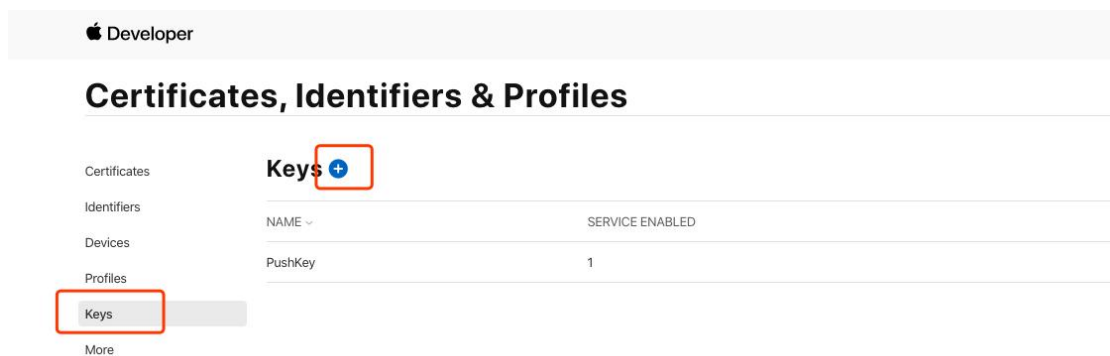 Developer
Certificates, Identifiers & Profiles
Certificates
Identifiers
Devices
Profiles
Keys
More
Keys
NAME
SERVICE ENABLED
PushKey
1